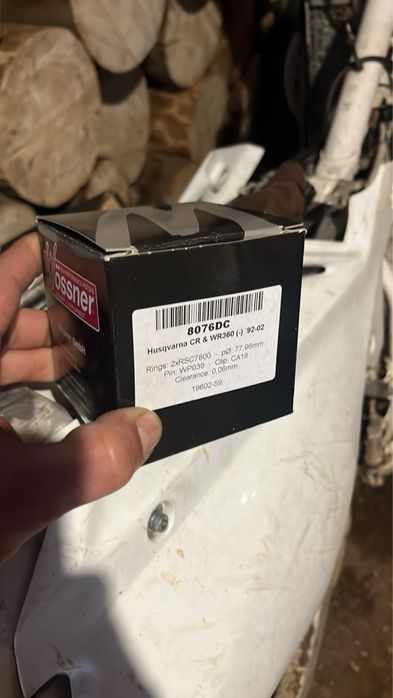 Wössner
GmbH
8076DC
Husqvarna CR & WR360 (-) '92-02
Rings: 2xRSC7800 - pØ: 77,96mm
Pin: WP039 - Clip: CA18
Clearance: 0,06mm
19602-59